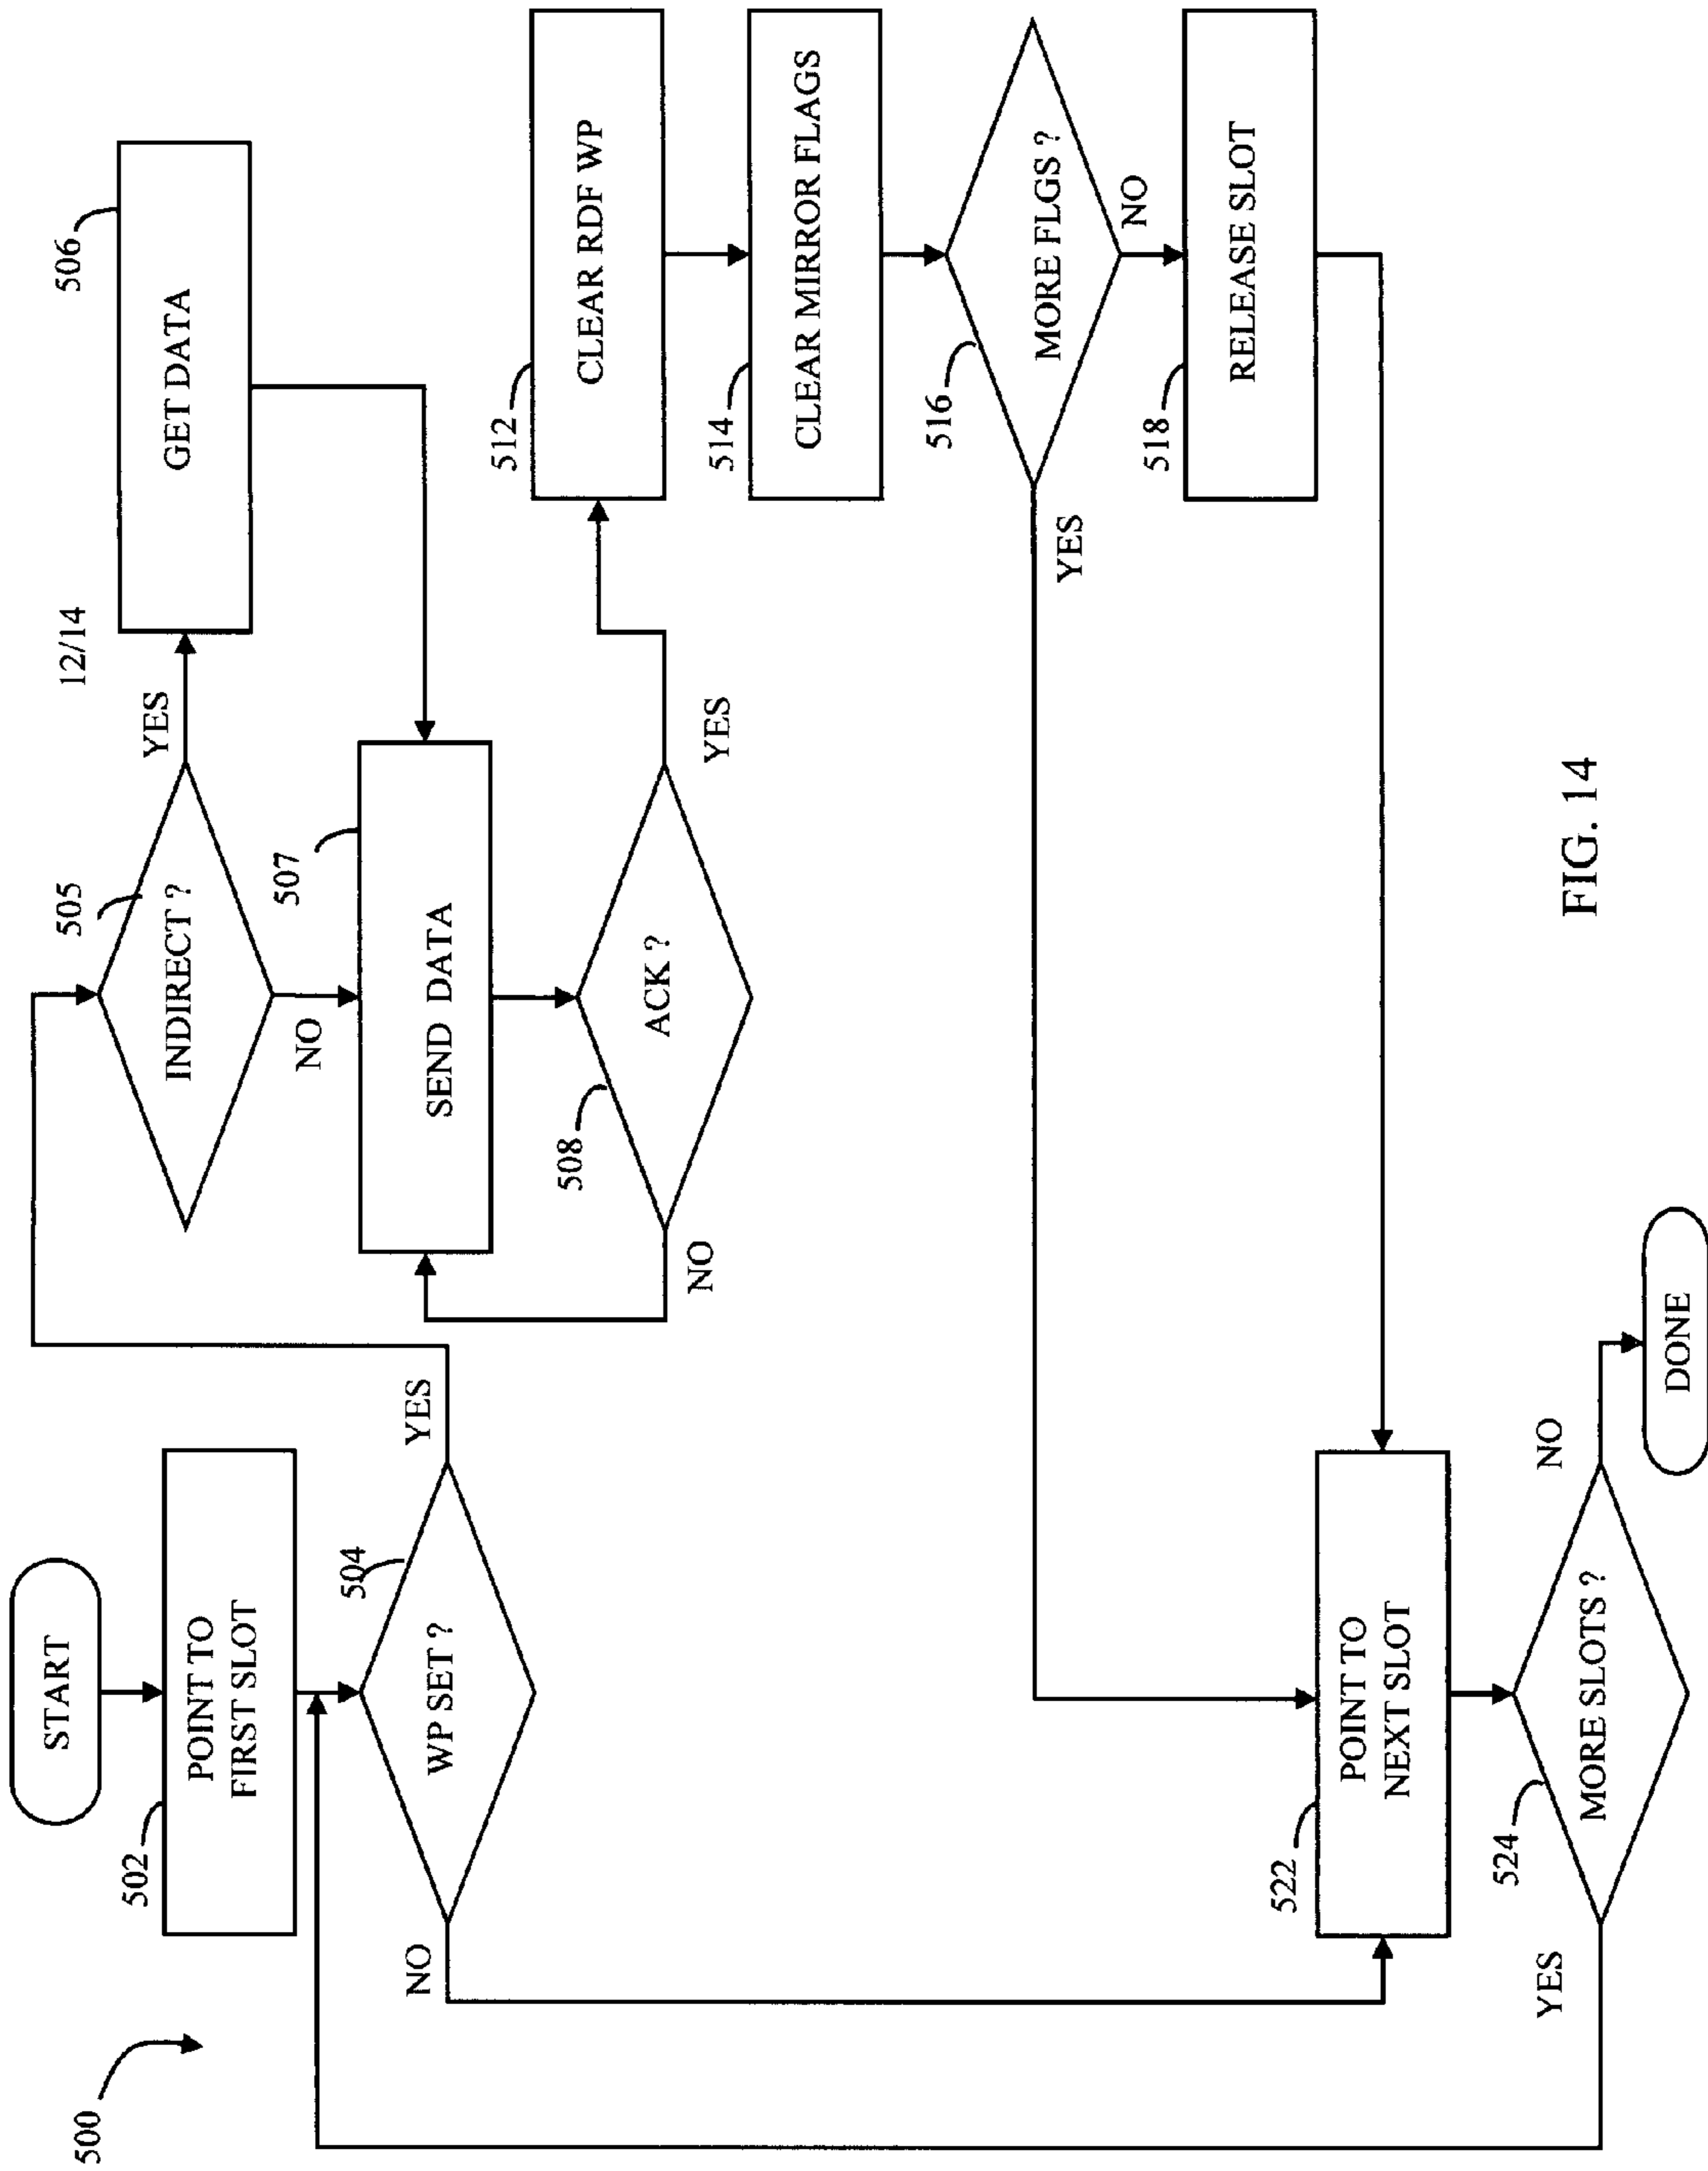 12/14
500
START
502
POINT TO
FIRST SLOT
504
WP SET ?
YES
NO
505
INDIRECT ?
YES
NO
506
GET DATA
507
SEND DATA
508
ACK ?
NO
YES
512
CLEAR RDF WP
514
CLEAR MIRROR FLAGS
516
MORE FLGS ?
YES
NO
518
RELEASE SLOT
522
POINT TO
NEXT SLOT
524
MORE SLOTS ?
YES
NO
DONE
FIG. 14